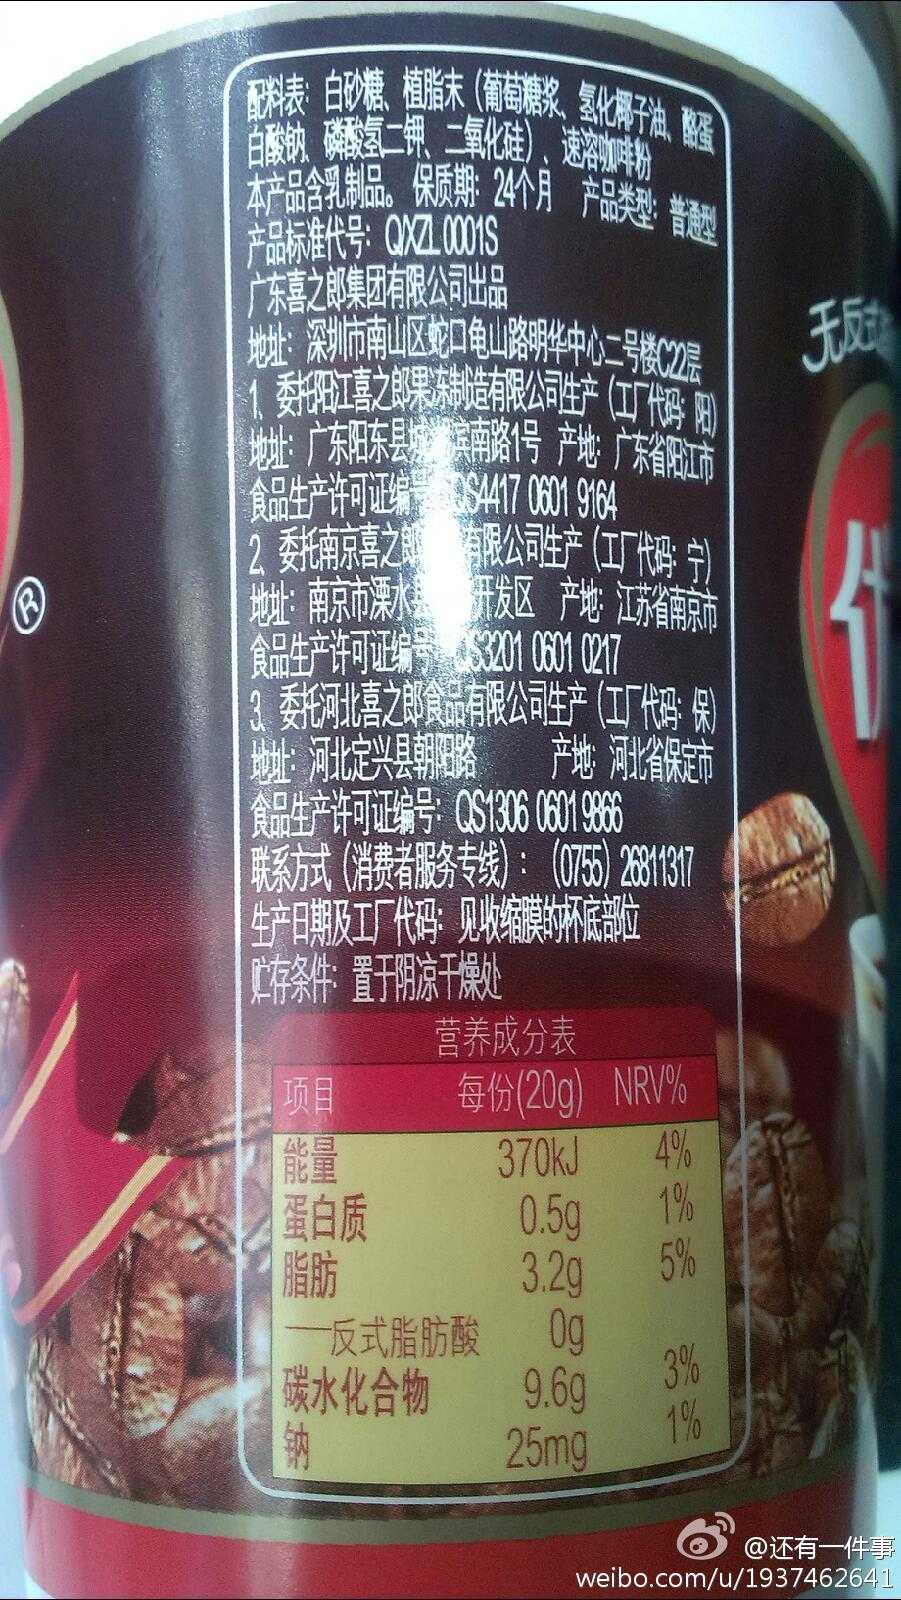 配料表: 白砂糖、植脂末(葡萄糖浆、氢化椰子油、酪蛋
白酸钠、磷酸氢二钾、二氧化硅)、速溶咖啡粉
本产品含乳制品。 保质期: 24个月 产品类型: 普通型
产品标准代号: Q/XZL 0001S
广东喜之郎集团有限公司出品
地址: 深圳市南山区蛇口龟山路明华中心二号楼C22层
1、委托阳江喜之郎果冻制造有限公司生产(工厂代码: 阳)
地址: 广东阳东县 滨南路1号 产地: 广东省阳江市
食品生产许可证编号 QS4417 0601 9164
2、委托南京喜之郎 有限公司生产(工厂代码: 宁)
地址: 南京市溧水 开发区 产地: 江苏省南京市
食品生产许可证编号 QS3201 0601 0217
3、委托河北喜之郎食品有限公司生产(工厂代码: 保)
地址: 河北定兴县朝阳路 产地: 河北省保定市
食品生产许可证编号: QS1306 0601 9866
联系方式(消费者服务专线): (0755) 26811317
生产日期及工厂代码: 见收缩膜的杯底部位
贮存条件: 置于阴凉干燥处
营养成分表
项目 每份(20g) NRV%
能量 370kJ 4%
蛋白质 0.5g 1%
脂肪 3.2g 5%
—反式脂肪酸 0g
碳水化合物 9.6g 3%
钠 25mg 1%
®
无反式
优
@还有一件事
weibo.com/u/1937462641